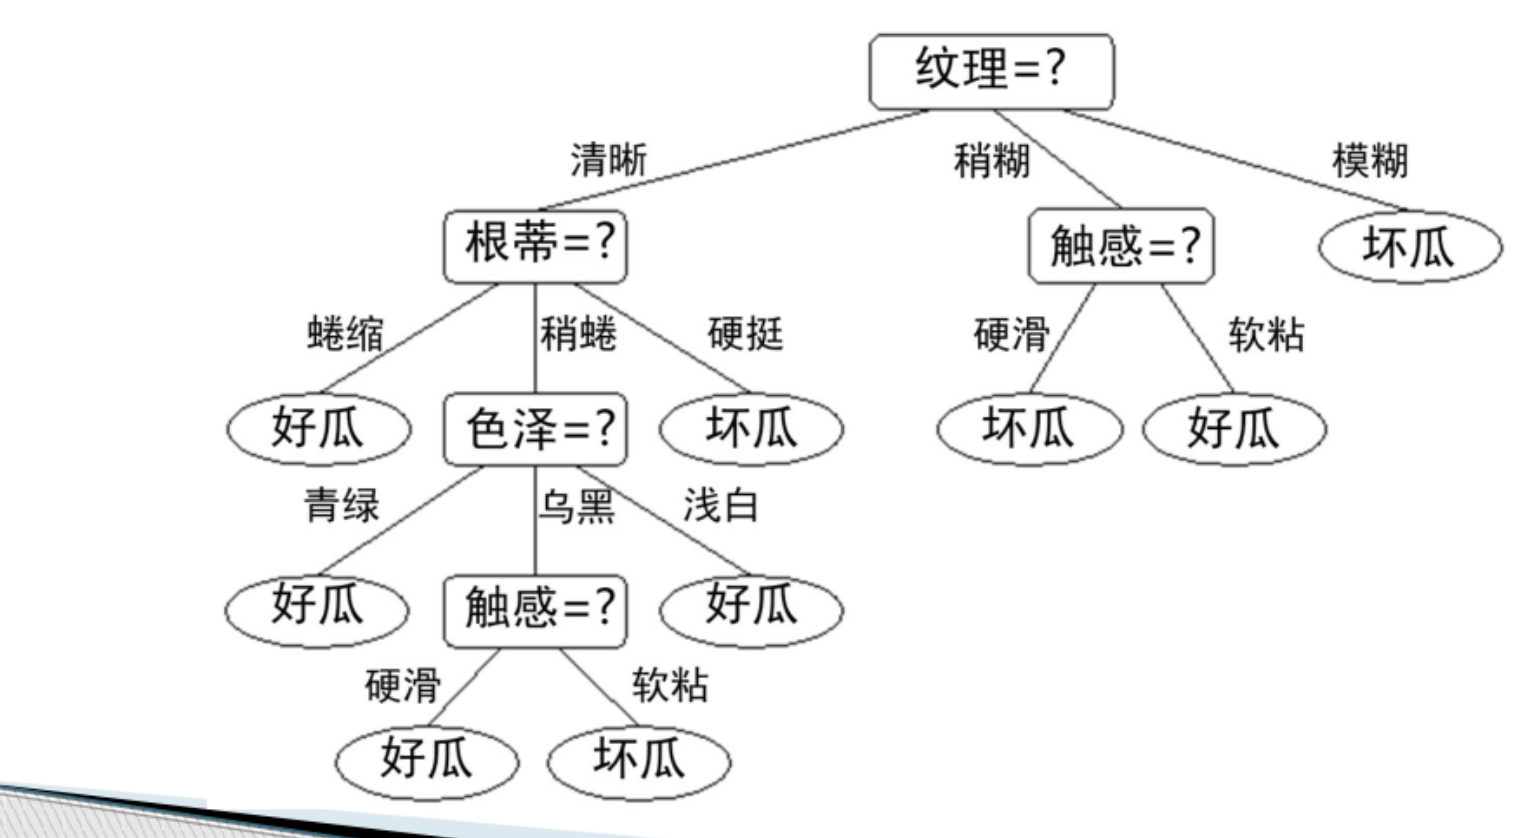 纹理=?
清晰
稍糊
模糊
根蒂=?
触感=?
坏瓜
蜷缩
稍蜷
硬挺
硬滑
软粘
好瓜
色泽=?
坏瓜
坏瓜
好瓜
青绿
乌黑
浅白
好瓜
触感=?
好瓜
硬滑
软粘
好瓜
坏瓜